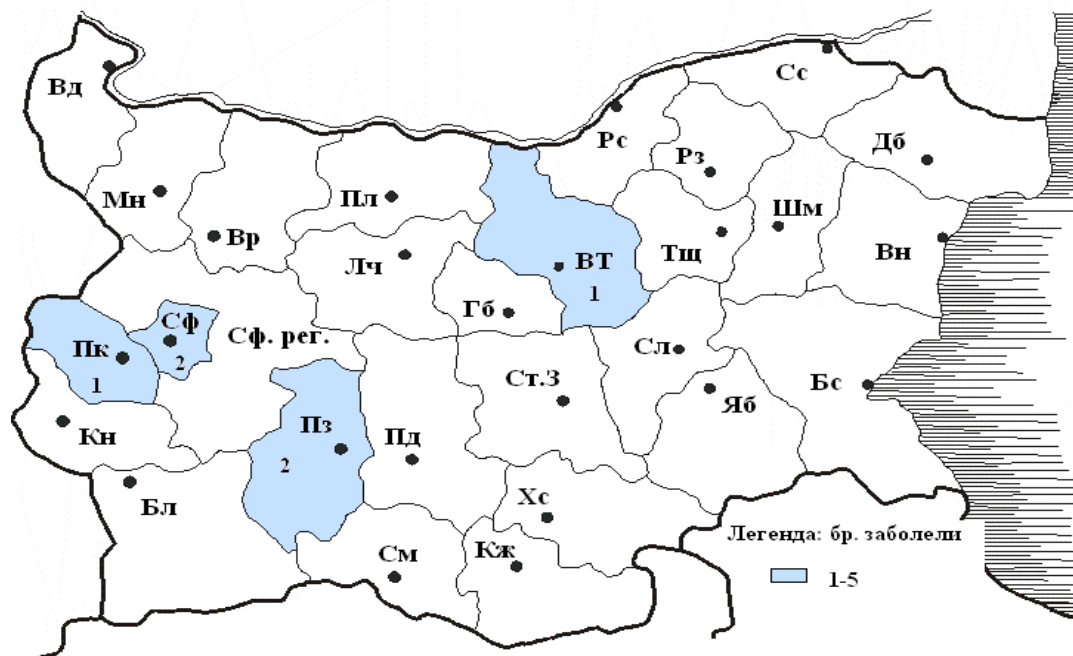 Вд
Сс
Рс
Рз
Дб
Мн
Пл
Вр
Шм
Тщ
Вн
Лч
ВТ
1
Гб
Сф
2
Сф. рег.
Пк
1
Сл
Ст.З
Яб
Бс
Кн
Пз
2
Пд
Бл
Хс
См
Кж
Легенда: бр. заболели
1-5